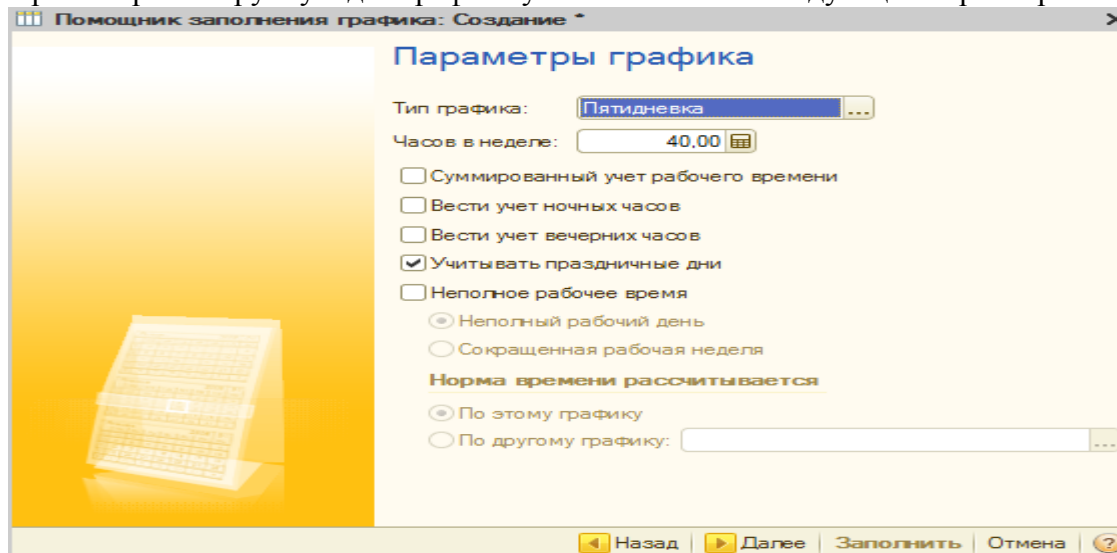 Помощник заполнения графика: Создание *
Параметры графика
Тип графика: Пятидневка ...
Часов в неделе: 40,00
Суммированный учет рабочего времени
Вести учет ночных часов
Вести учет вечерних часов
Учитывать праздничные дни
Неполное рабочее время
Неполный рабочий день
Сокращенная рабочая неделя
Норма времени рассчитывается
По этому графику
По другому графику: ...
Назад Далее Заполнить Отмена ?